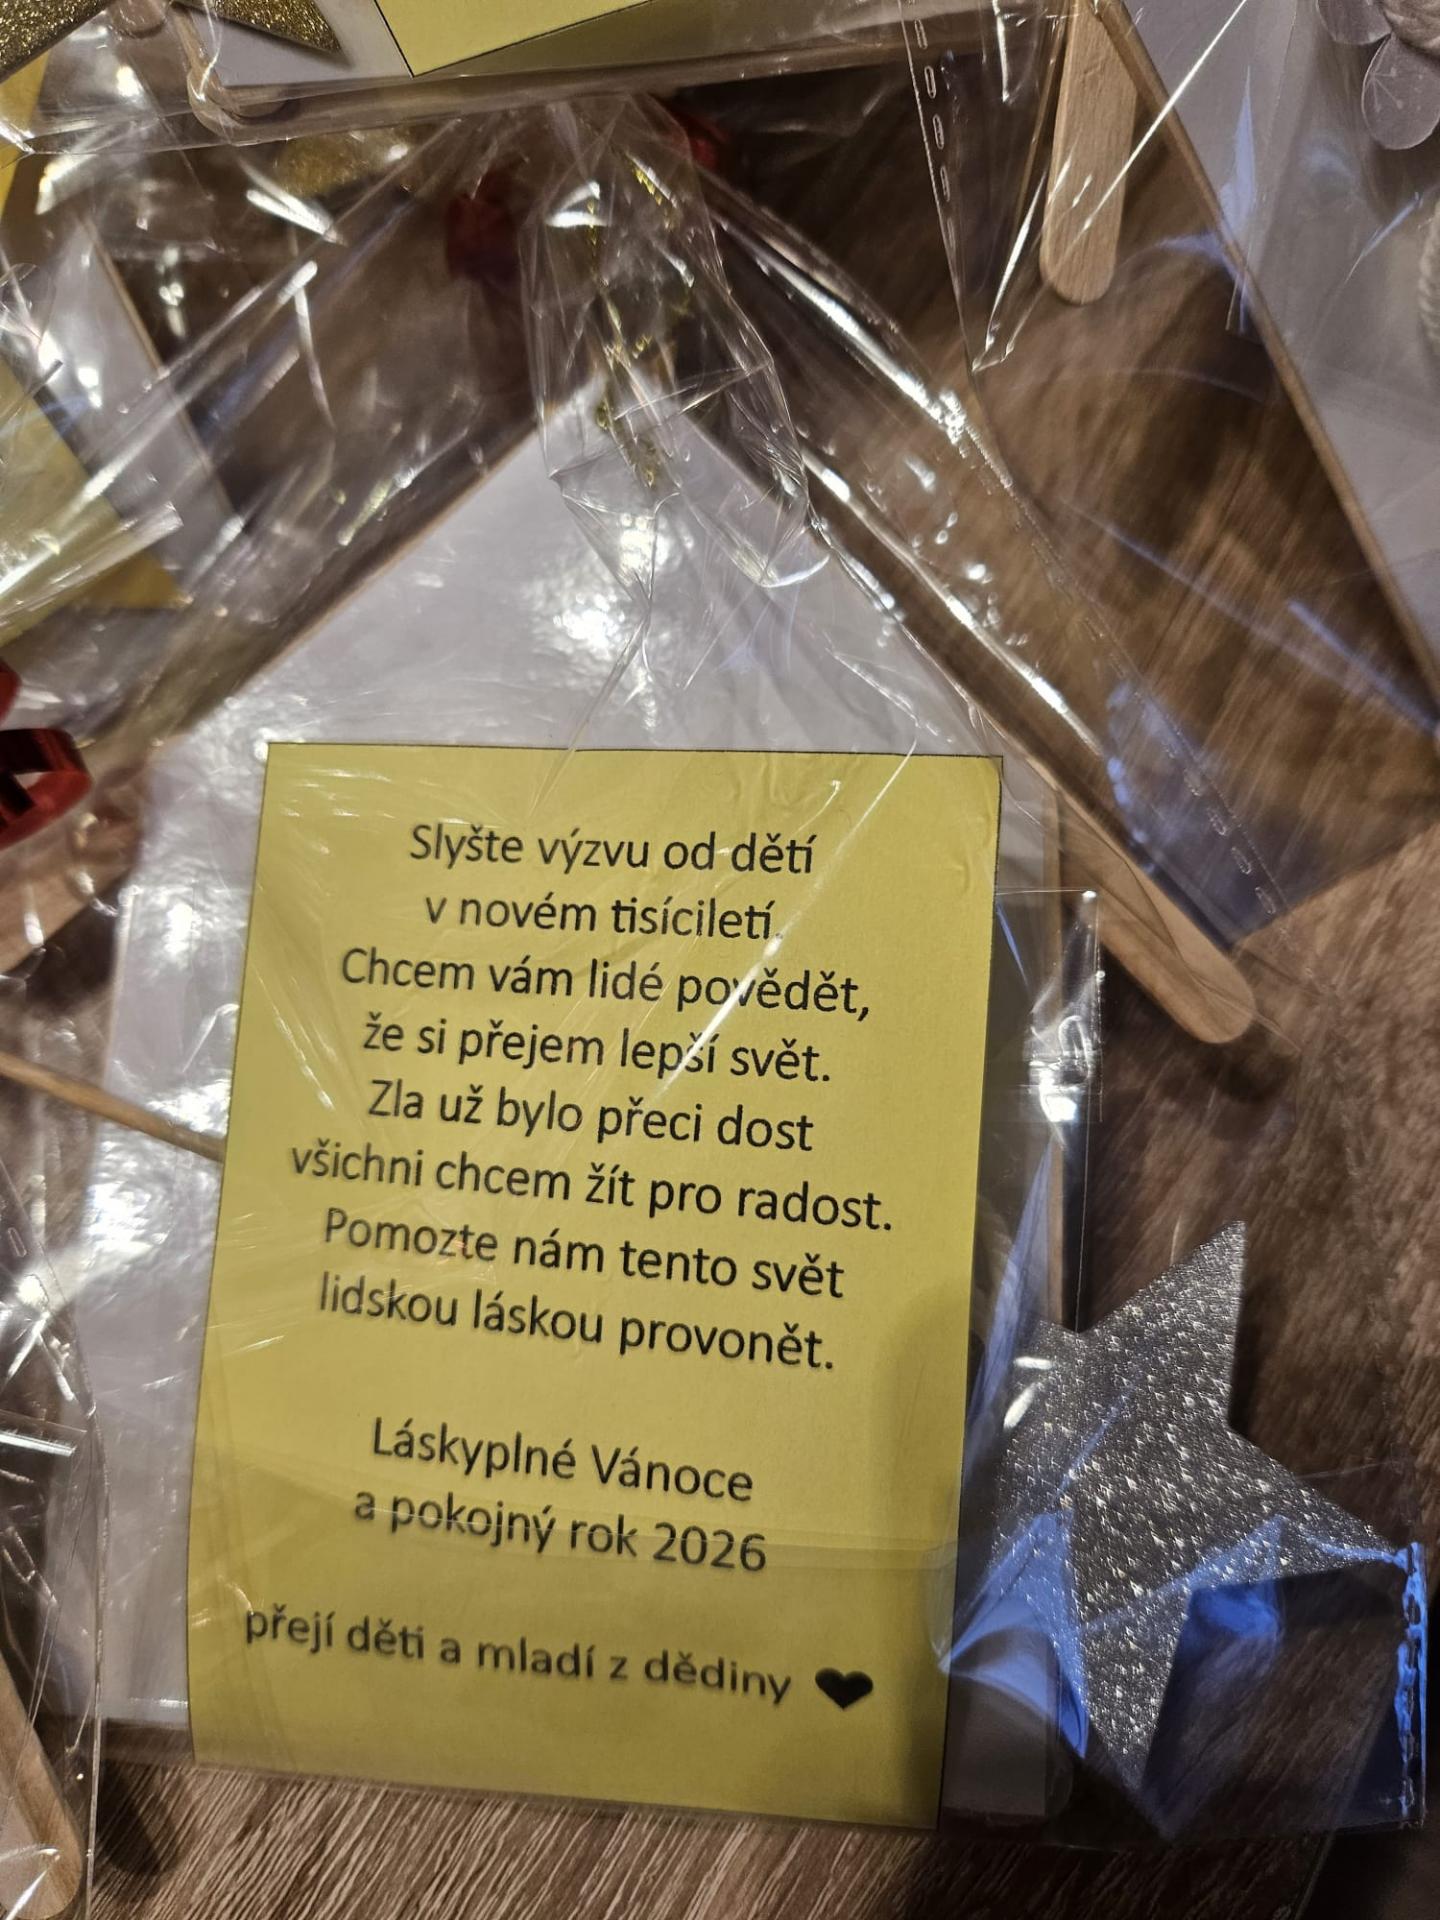 Slyšte výzvu od dětí
v novém tisíciletí.
Chcem vám lidé povědět,
že si přejem lepší svět.
Zla už bylo přeci dost
všichni chcem žít pro radost.
Pomozte nám tento svět
lidskou láskou provonět.
Láskyplné Vánoce
a pokojný rok 2026
přejí děti a mladí z dědiny ♥